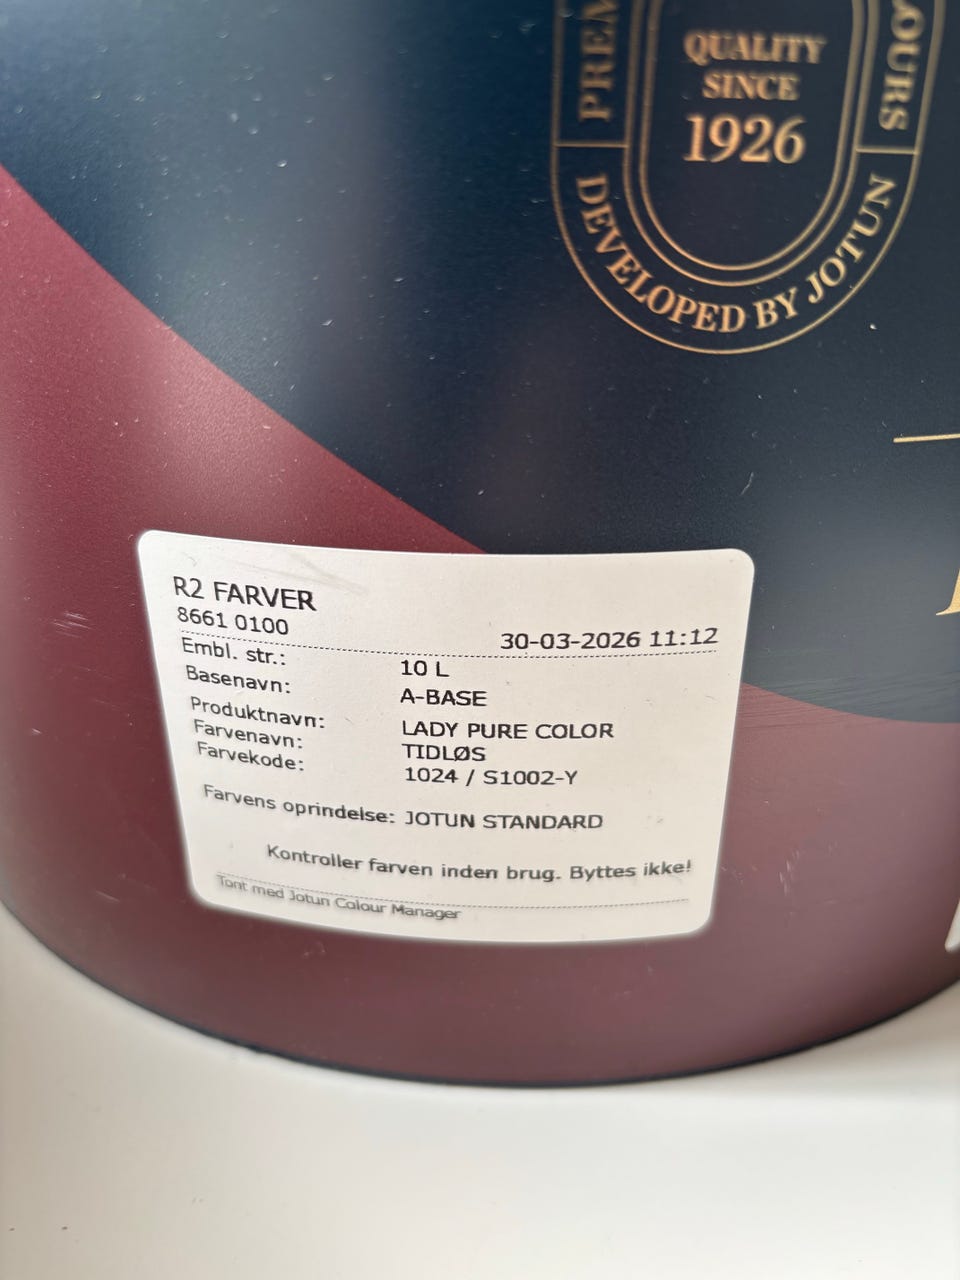 QUALITY
SINCE
1926
DEVELOPED BY JOTUN
R2 FARVER
8661 0100
30-03-2026 11:12
Embl. str.: 10 L
Basenavn: A-BASE
Produktnavn: LADY PURE COLOR
Farvenavn: TIDLØS
Farvekode: 1024 / S1002-Y
Farvens oprindelse: JOTUN STANDARD
Kontroller farven inden brug. Byttes ikke!
Tont med Jotun Colour Manager